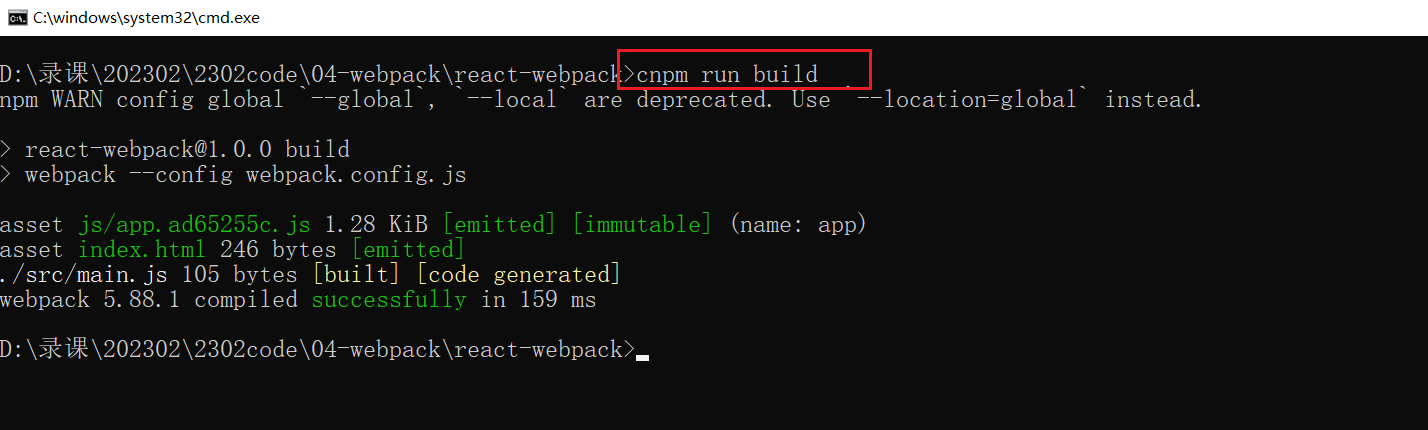 C:\windows\system32\cmd.exe
D:\录课\202302\2302code\04-webpack\react-webpack>cnpm run build
npm WARN config global `--global`, `--local` are deprecated. Use `--location=global` instead.
> react-webpack@1.0.0 build
> webpack --config webpack.config.js
asset js/app.ad65255c.js 1.28 KiB [emitted] [immutable] (name: app)
asset index.html 246 bytes [emitted]
./src/main.js 105 bytes [built] [code generated]
webpack 5.88.1 compiled successfully in 159 ms
D:\录课\202302\2302code\04-webpack\react-webpack>